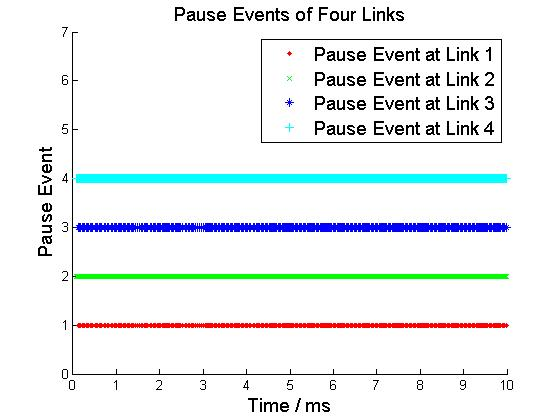 Pause Events of Four Links
7
6
5
4
3
2
1
0
Pause Event
Pause Event at Link 1
Pause Event at Link 2
Pause Event at Link 3
Pause Event at Link 4
0 1 2 3 4 5 6 7 8 9 10
Time / ms